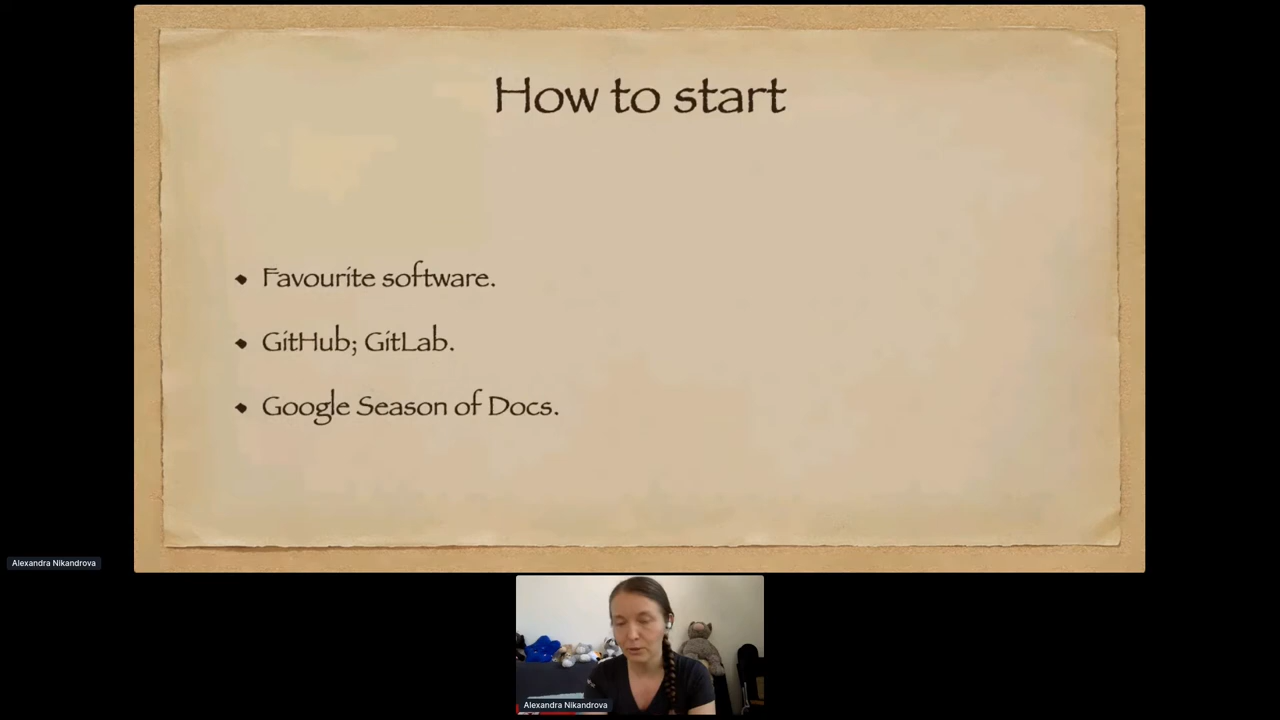 How to start
Favourite software.
GitHub; GitLab.
Google Season of Docs.
Alexandra Nikandrova
Alexandra Nikandrova